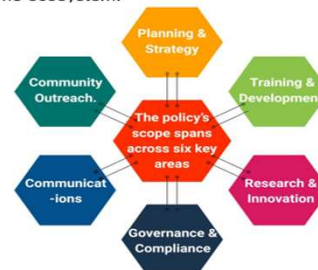 Planning &
Strategy
Community
Outreach.
Training &
Development
The policy's
scope spans
across six key
areas
Communicat
-ions
Research &
Innovation
Governance &
Compliance